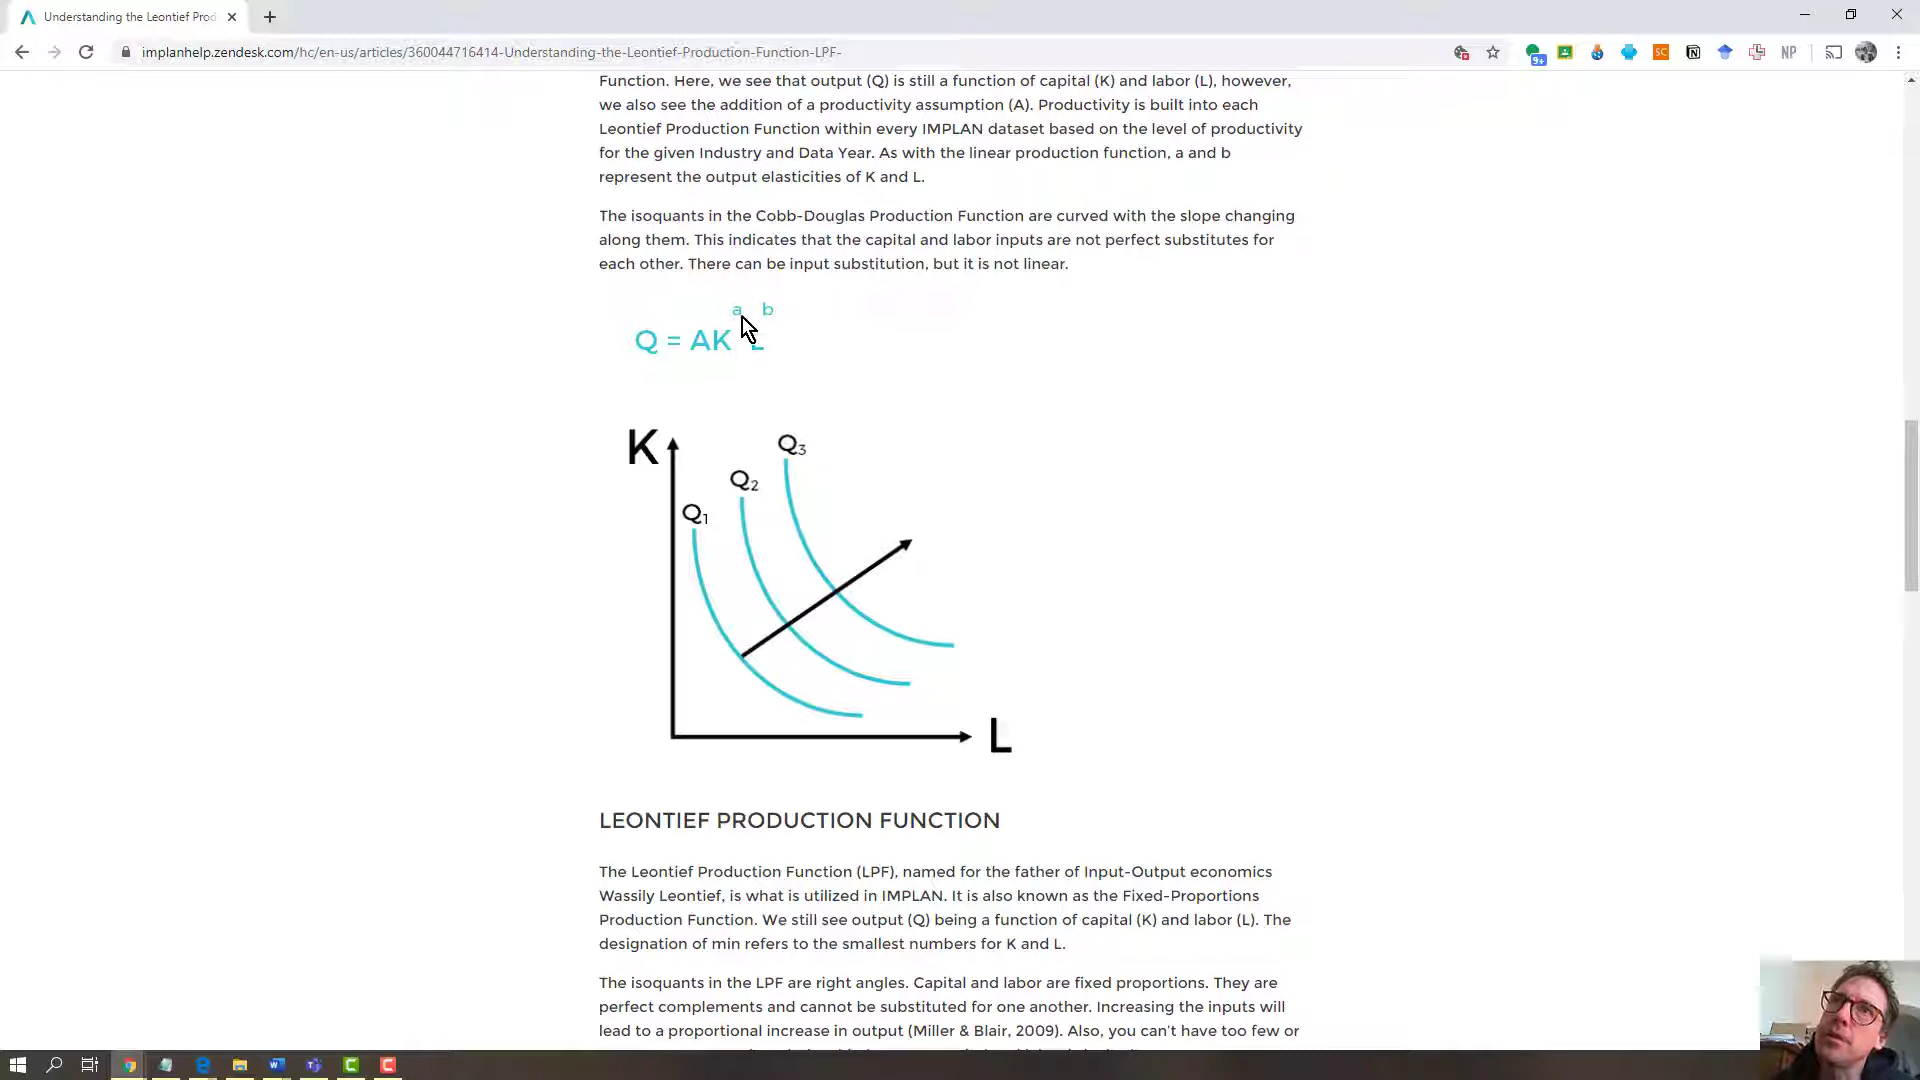 Understanding the Leontief Prod
implanhelp.zendesk.com/hc/en-us/articles/360044716414-Understanding-the-Leontief-Production-Function-LPF-
9+
SC
NP
Function. Here, we see that output (Q) is still a function of capital (K) and labor (L), however,
we also see the addition of a productivity assumption (A). Productivity is built into each
Leontief Production Function within every IMPLAN dataset based on the level of productivity
for the given Industry and Data Year. As with the linear production function, a and b
represent the output elasticities of K and L.
The isoquants in the Cobb-Douglas Production Function are curved with the slope changing
along them. This indicates that the capital and labor inputs are not perfect substitutes for
each other. There can be input substitution, but it is not linear.
a b
Q = AK L
K
Q3
Q2
Q1
L
LEONTIEF PRODUCTION FUNCTION
The Leontief Production Function (LPF), named for the father of Input-Output economics
Wassily Leontief, is what is utilized in IMPLAN. It is also known as the Fixed-Proportions
Production Function. We still see output (Q) being a function of capital (K) and labor (L). The
designation of min refers to the smallest numbers for K and L.
The isoquants in the LPF are right angles. Capital and labor are fixed proportions. They are
perfect complements and cannot be substituted for one another. Increasing the inputs will
lead to a proportional increase in output (Miller & Blair, 2009). Also, you can't have too few or